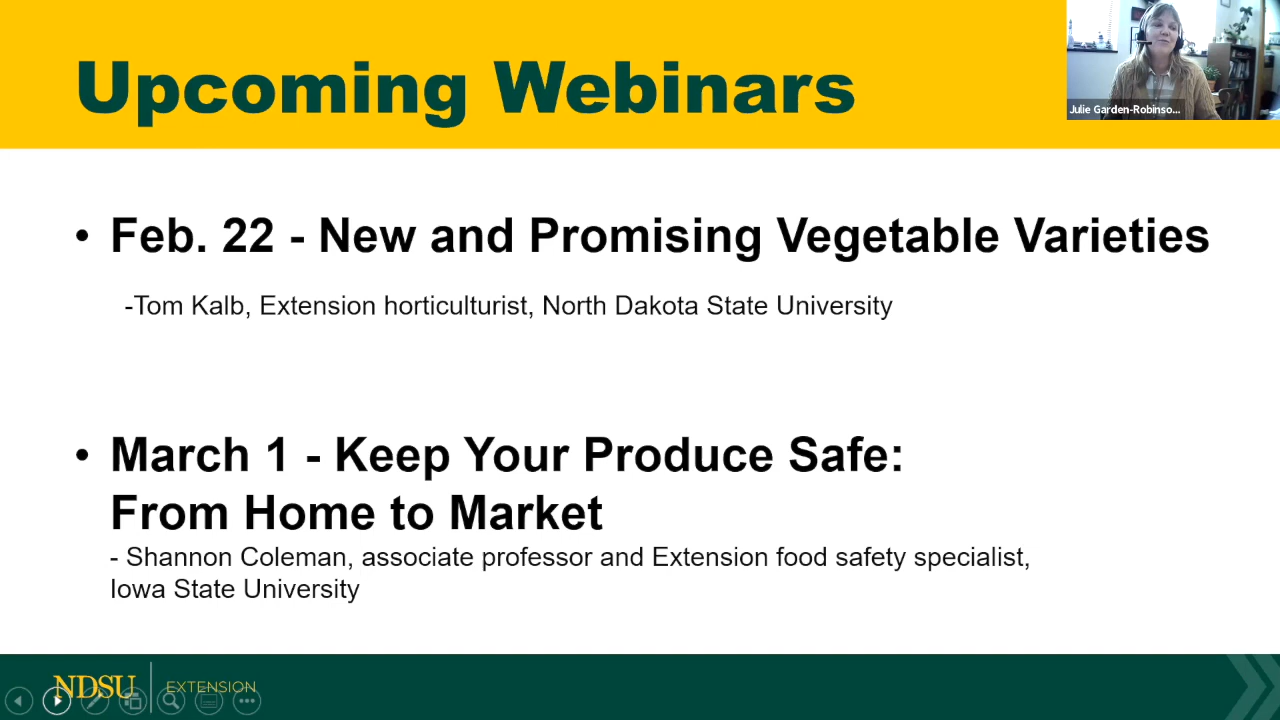 Upcoming Webinars
Julie Garden-Robinso...
• Feb. 22 - New and Promising Vegetable Varieties
-Tom Kalb, Extension horticulturist, North Dakota State University
• March 1 - Keep Your Produce Safe:
From Home to Market
- Shannon Coleman, associate professor and Extension food safety specialist,
Iowa State University
NDSU EXTENSION